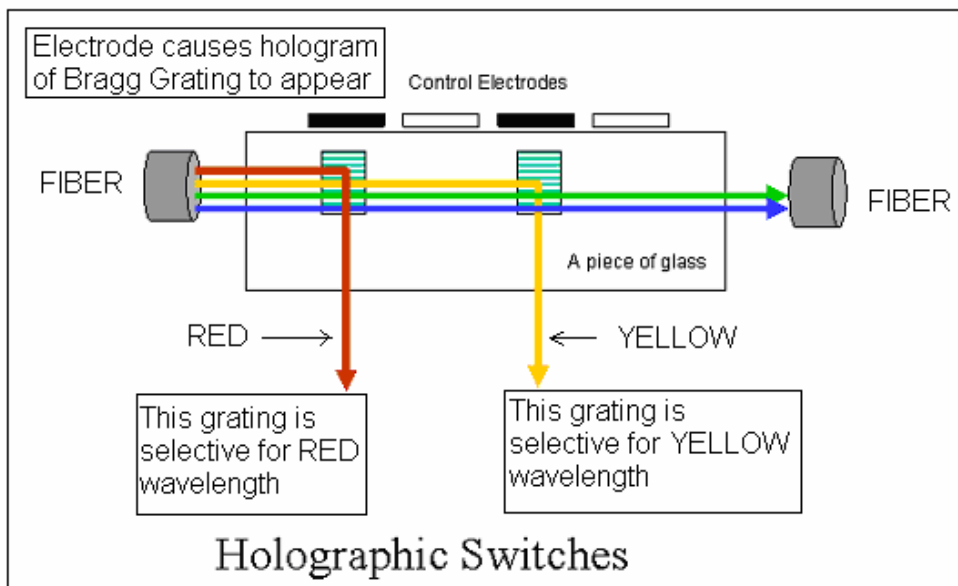 Electrode causes hologram
of Bragg Grating to appear
Control Electrodes
FIBER
FIBER
A piece of glass
RED
YELLOW
This grating is
selective for RED
wavelength
This grating is
selective for YELLOW
wavelength
Holographic Switches